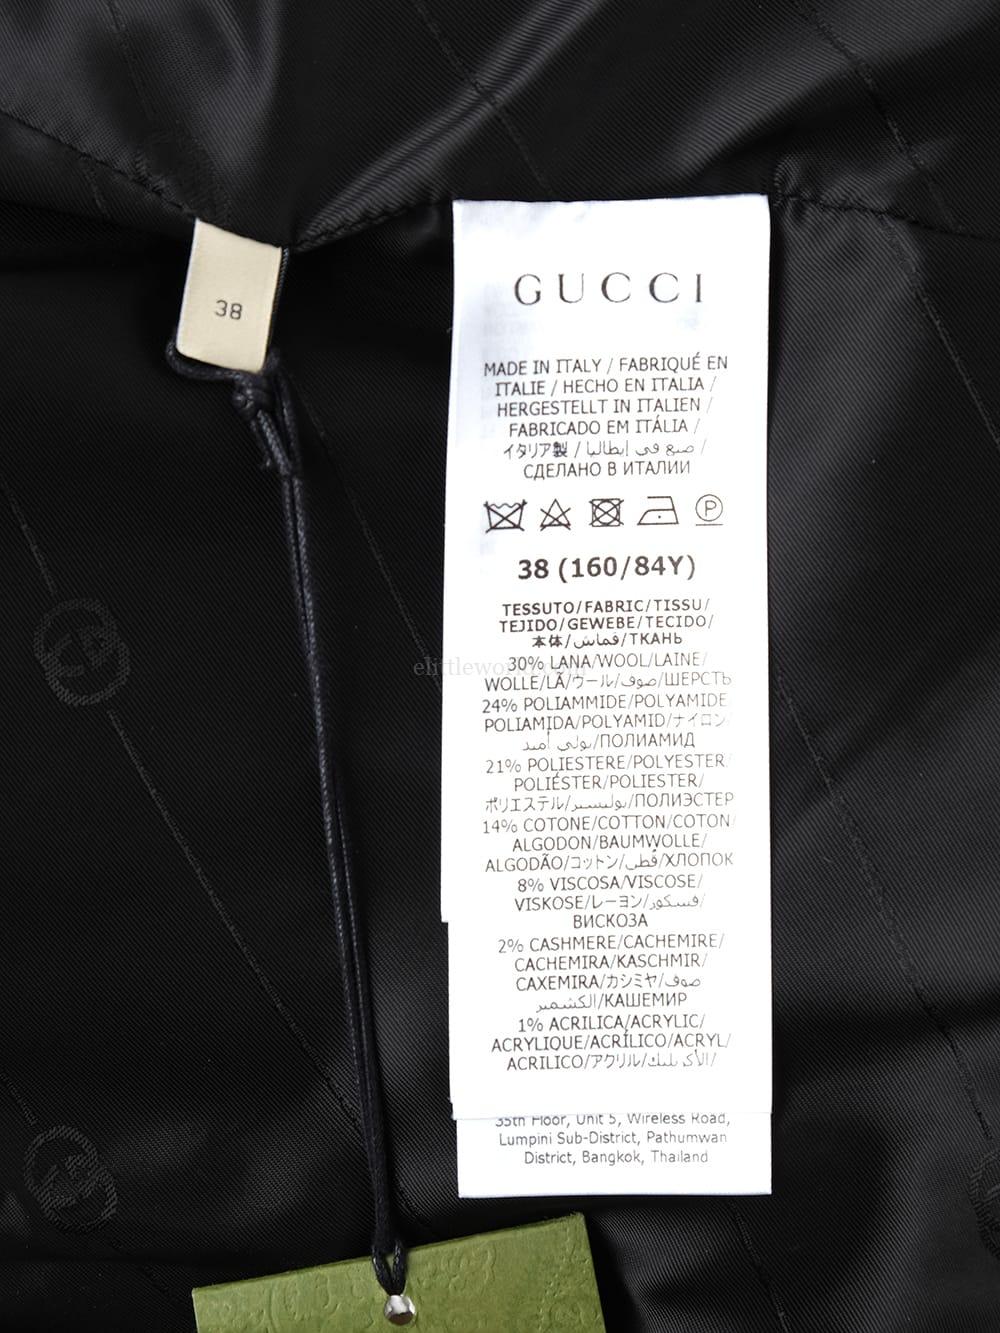 38
GUCCI
MADE IN ITALY / FABRIQUÉ EN
ITALIE / HECHO EN ITALIA /
HERGESTELLT IN ITALIEN /
FABRICADO EM ITÁLIA /
イタリア製 / صنع في إيطاليا /
СДЕЛАНО В ИТАЛИИ
P
38 (160/84Y)
TESSUTO/FABRIC/TISSU/
TEJIDO/GEWEBE/TECIDO/
本体/قماش/ТКАНЬ
30% LANA/WOOL/LAINE/
WOLLE/LÃ/ウール/صوف/ШЕРСТЬ
24% POLIAMMIDE/POLYAMIDE
POLIAMIDA/POLYAMID/ナイロン/
بولي أميد/ПОЛИАМИД
21% POLIESTERE/POLYESTER/
POLIÉSTER/POLIESTER/
ポリエステル/بوليستر/ПОЛИЭСТЕР
14% COTONE/COTTON/COTON/
ALGODON/BAUMWOLLE/
ALGODÃO/コットン/قطن/ХЛОПОК
8% VISCOSA/VISCOSE/
VISKOSE/レーヨン/فسكوز/
ВИСКОЗА
2% CASHMERE/CACHEMIRE/
CACHEMIRA/KASCHMIR/
CAXEMIRA/カシミヤ/صوف
الكشمير/КАШЕМИР
1% ACRILICA/ACRYLIC/
ACRYLIQUE/ACRÍLICO/ACRYL/
ACRILICO/アクリル/الأكريليك/
35th Floor, Unit 5, Wireless Road,
Lumpini Sub-District, Pathumwan
District, Bangkok, Thailand